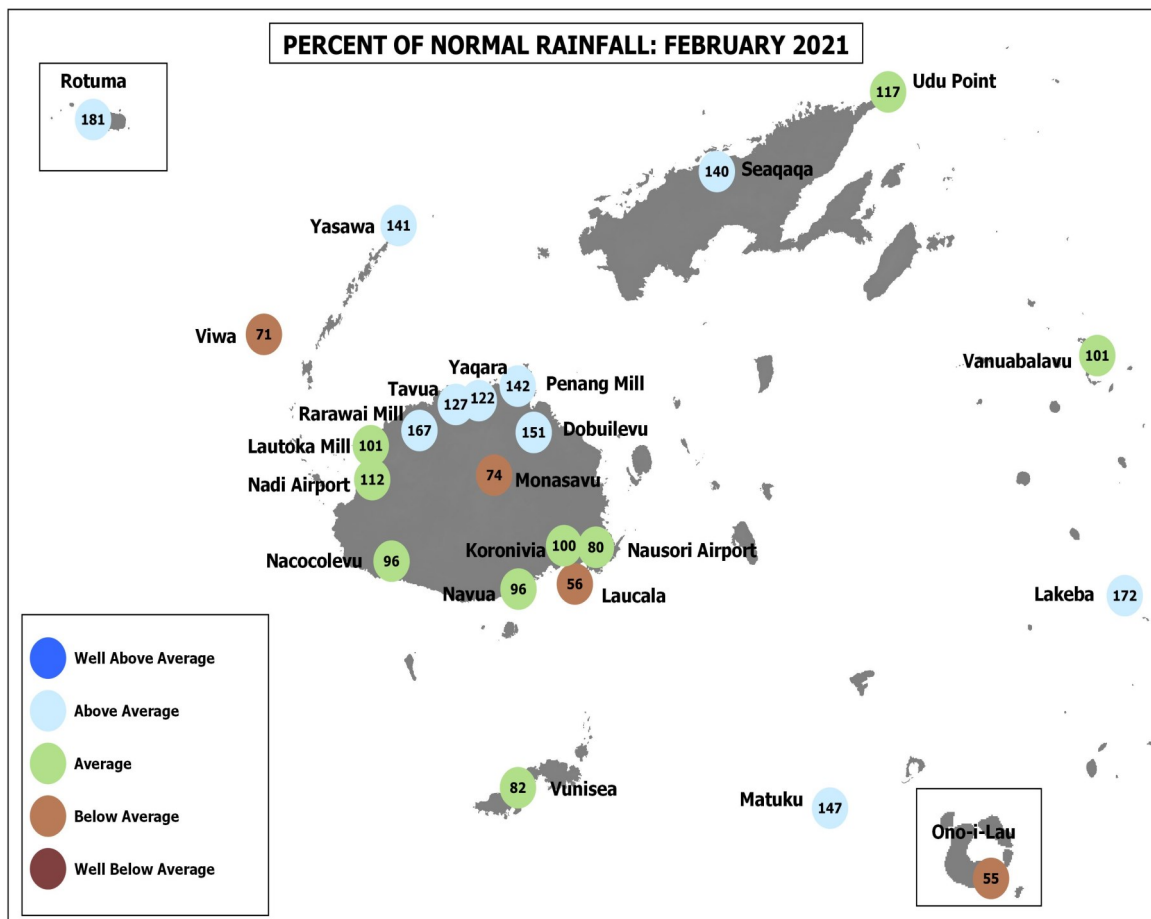 PERCENT OF NORMAL RAINFALL: FEBRUARY 2021
Rotuma
181
Udu Point
117
Seaqaqa
140
Yasawa
141
Viwa
71
Vanuabalavu
101
Yaqara
122
Penang Mill
142
Tavua
127
Rarawai Mill
167
Dobuilevu
151
Lautoka Mill
101
Nadi Airport
112
Monasavu
74
Koronivia
100
Nausori Airport
80
Nacocolevu
96
Navua
96
Laucala
56
Lakeba
172
Well Above Average
Above Average
Average
Below Average
Well Below Average
Vunisea
82
Matuku
147
Ono-i-Lau
55